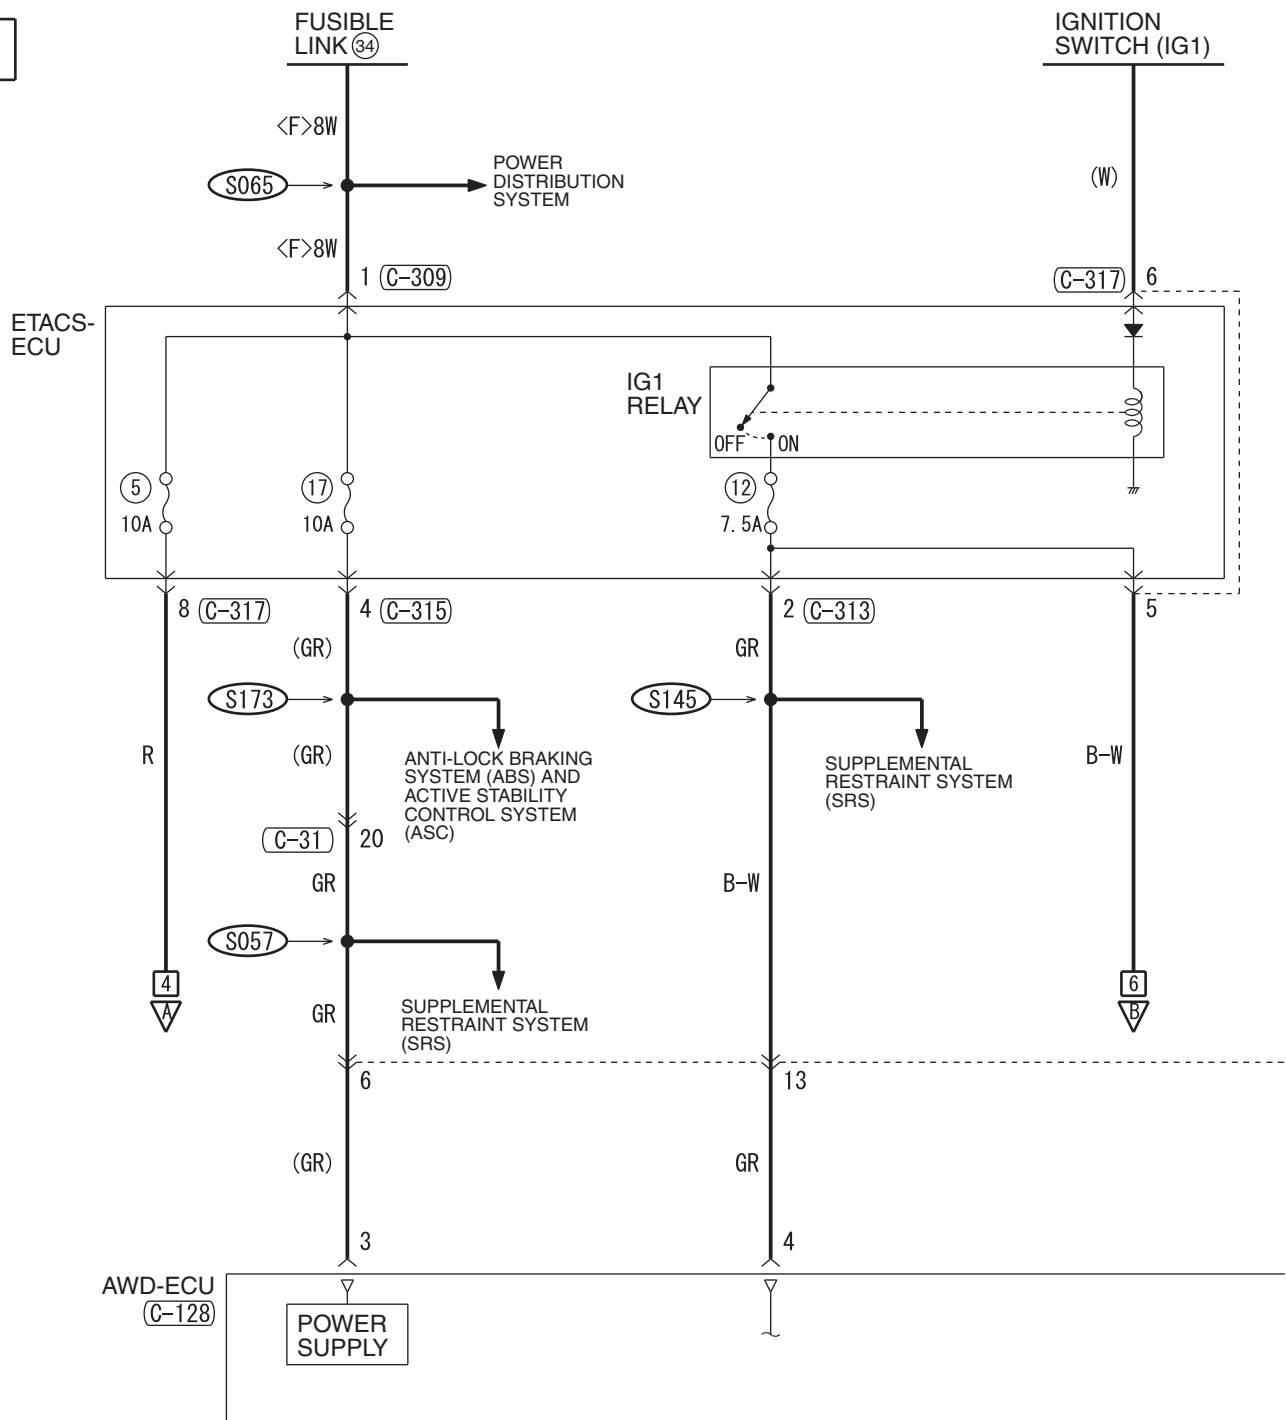 FUSIBLE
LINK 34
IGNITION
SWITCH (IG1)
<F>8W
S065
POWER
DISTRIBUTION
SYSTEM
(W)
<F>8W
1 C-309
C-317 6
ETACS-
ECU
IG1
RELAY
OFF ON
5
10A
17
10A
12
7.5A
8 C-317
4 C-315
2 C-313
5
(GR)
GR
S173
S145
R
(GR)
ANTI-LOCK BRAKING
SYSTEM (ABS) AND
ACTIVE STABILITY
CONTROL SYSTEM
(ASC)
SUPPLEMENTAL
RESTRAINT SYSTEM
(SRS)
B-W
C-31 20
GR
B-W
S057
4
A
GR
SUPPLEMENTAL
RESTRAINT SYSTEM
(SRS)
6
B
6
13
(GR)
GR
3
4
AWD-ECU
C-128
POWER
SUPPLY